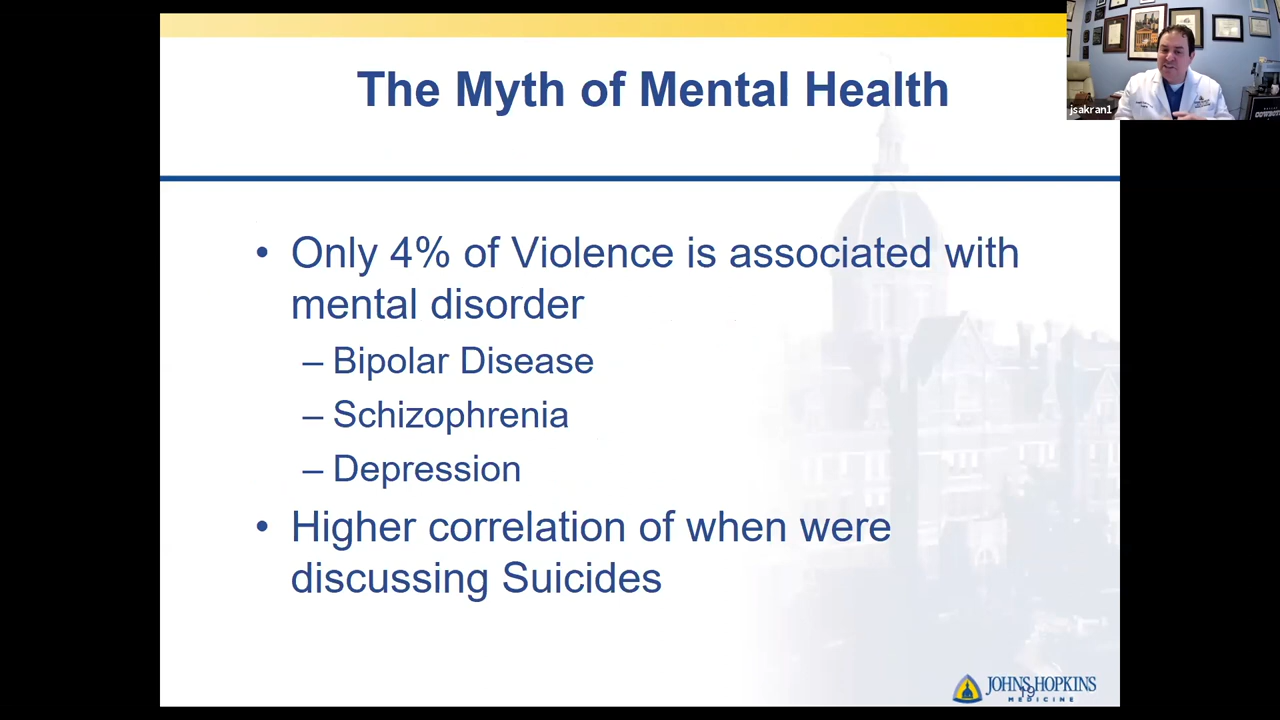 The Myth of Mental Health
jsakran1
• Only 4% of Violence is associated with
mental disorder
– Bipolar Disease
– Schizophrenia
– Depression
• Higher correlation of when were
discussing Suicides
JOHNS HOPKINS
MEDICINE
19